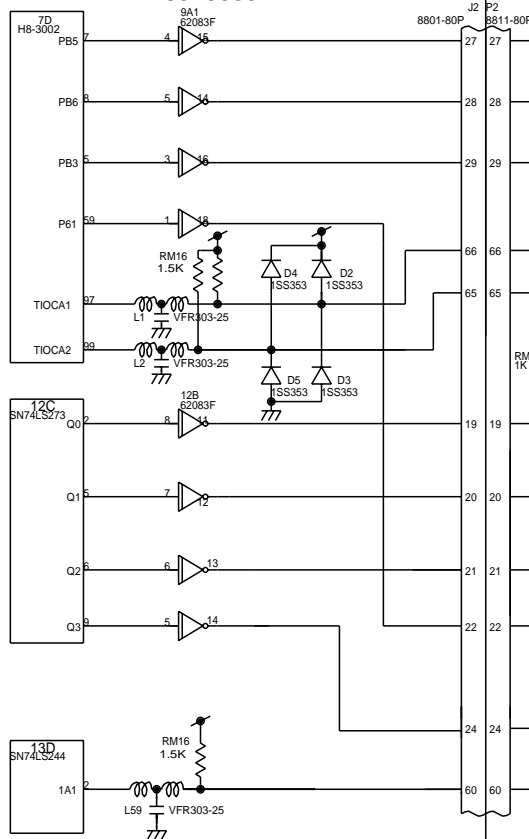 7D
H8-3002
9A1
62083F
J2 P2
8801-80P 8811-80P
PB5 7 4 15 27 27
PB6 8 5 14 28 28
PB3 5 3 16 29 29
P61 59 1 18
RM16
1.5K
66 66
D4 D2
1SS353 1SS353
65 65
TIOCA1 97
L1 VFR303-25
TIOCA2 99
L2 VFR303-25
RM
1K
D5 D3
1SS353 1SS353
12C
SN74LS273
12B
62083F
Q0 2 8 11 19 19
Q1 5 7 12 20 20
Q2 6 6 13 21 21
Q3 9 5 14 22 22
24 24
13D
SN74LS244
RM16
1.5K
1A1 2 60 60
L59 VFR303-25